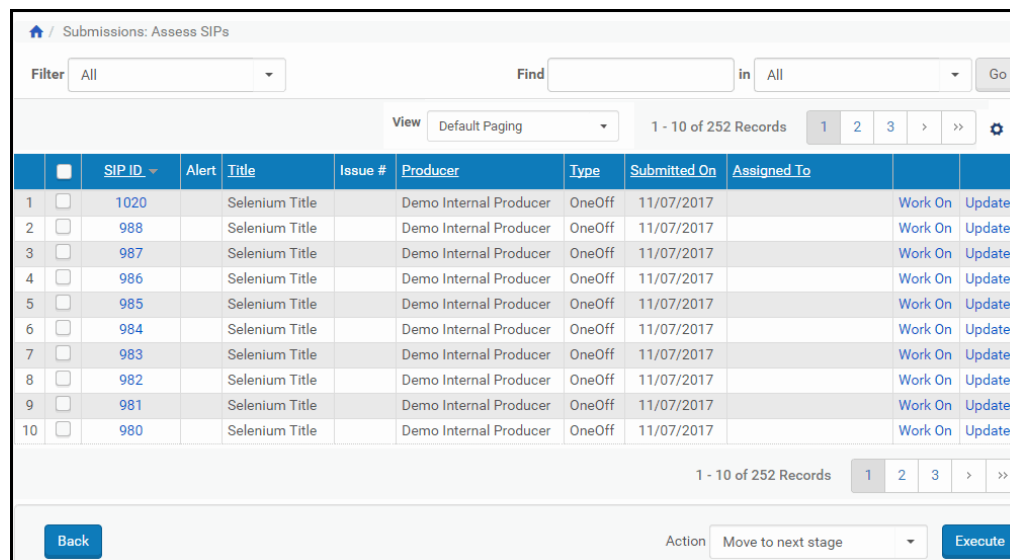 / Submissions: Assess SIPs
Filter All Find in All Go
View Default Paging 1 - 10 of 252 Records 1 2 3 > >>
SIP ID Alert Title Issue # Producer Type Submitted On Assigned To
1 1020 Selenium Title Demo Internal Producer OneOff 11/07/2017 Work On Update
2 988 Selenium Title Demo Internal Producer OneOff 11/07/2017 Work On Update
3 987 Selenium Title Demo Internal Producer OneOff 11/07/2017 Work On Update
4 986 Selenium Title Demo Internal Producer OneOff 11/07/2017 Work On Update
5 985 Selenium Title Demo Internal Producer OneOff 11/07/2017 Work On Update
6 984 Selenium Title Demo Internal Producer OneOff 11/07/2017 Work On Update
7 983 Selenium Title Demo Internal Producer OneOff 11/07/2017 Work On Update
8 982 Selenium Title Demo Internal Producer OneOff 11/07/2017 Work On Update
9 981 Selenium Title Demo Internal Producer OneOff 11/07/2017 Work On Update
10 980 Selenium Title Demo Internal Producer OneOff 11/07/2017 Work On Update
1 - 10 of 252 Records 1 2 3 > >>
Back Action Move to next stage Execute